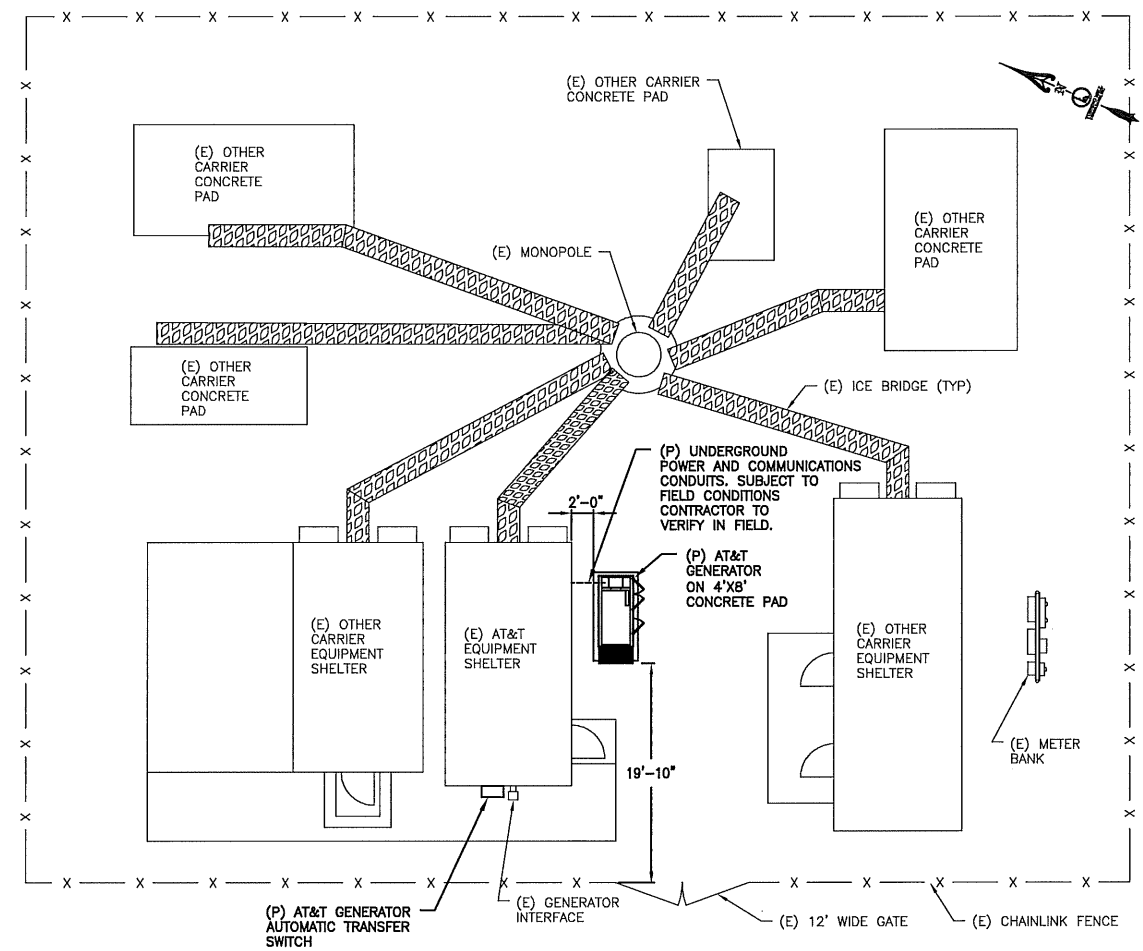 (E) OTHER CARRIER
CONCRETE PAD
(E) OTHER
CARRIER
CONCRETE
PAD
(E) OTHER
CARRIER
CONCRETE
PAD
(E) MONOPOLE
(E) OTHER
CARRIER
CONCRETE
PAD
(E) ICE BRIDGE (TYP)
(P) UNDERGROUND
POWER AND COMMUNICATIONS
CONDUITS. SUBJECT TO
FIELD CONDITIONS
CONTRACTOR TO
VERIFY IN FIELD.
2'-0"
(P) AT&T
GENERATOR
ON 4'X8'
CONCRETE PAD
(E) OTHER
CARRIER
EQUIPMENT
SHELTER
(E) AT&T
EQUIPMENT
SHELTER
(E) OTHER
CARRIER
EQUIPMENT
SHELTER
(E) METER
BANK
19'-10"
(P) AT&T GENERATOR
AUTOMATIC TRANSFER
SWITCH
(E) GENERATOR
INTERFACE
(E) 12' WIDE GATE
(E) CHAINLINK FENCE